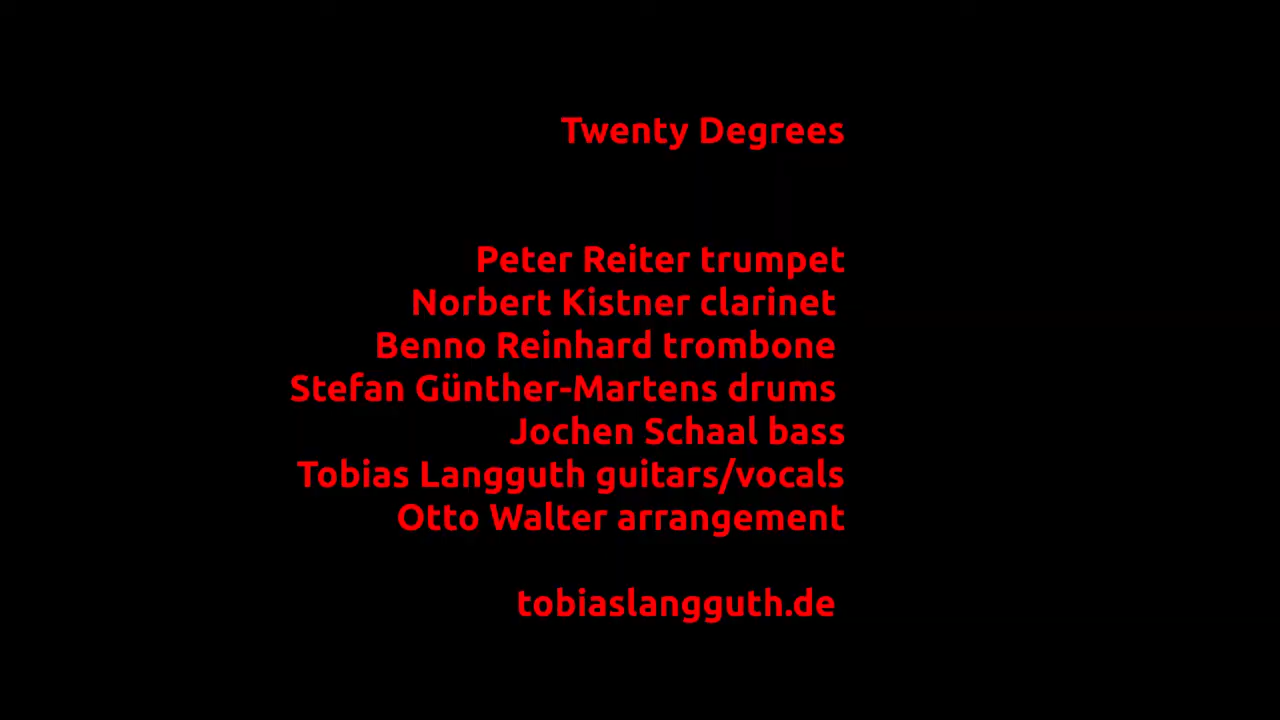 Twenty Degrees
Peter Reiter trumpet
Norbert Kistner clarinet
Benno Reinhard trombone
Stefan Günther-Martens drums
Jochen Schaal bass
Tobias Langguth guitars/vocals
Otto Walter arrangement
tobiaslangguth.de